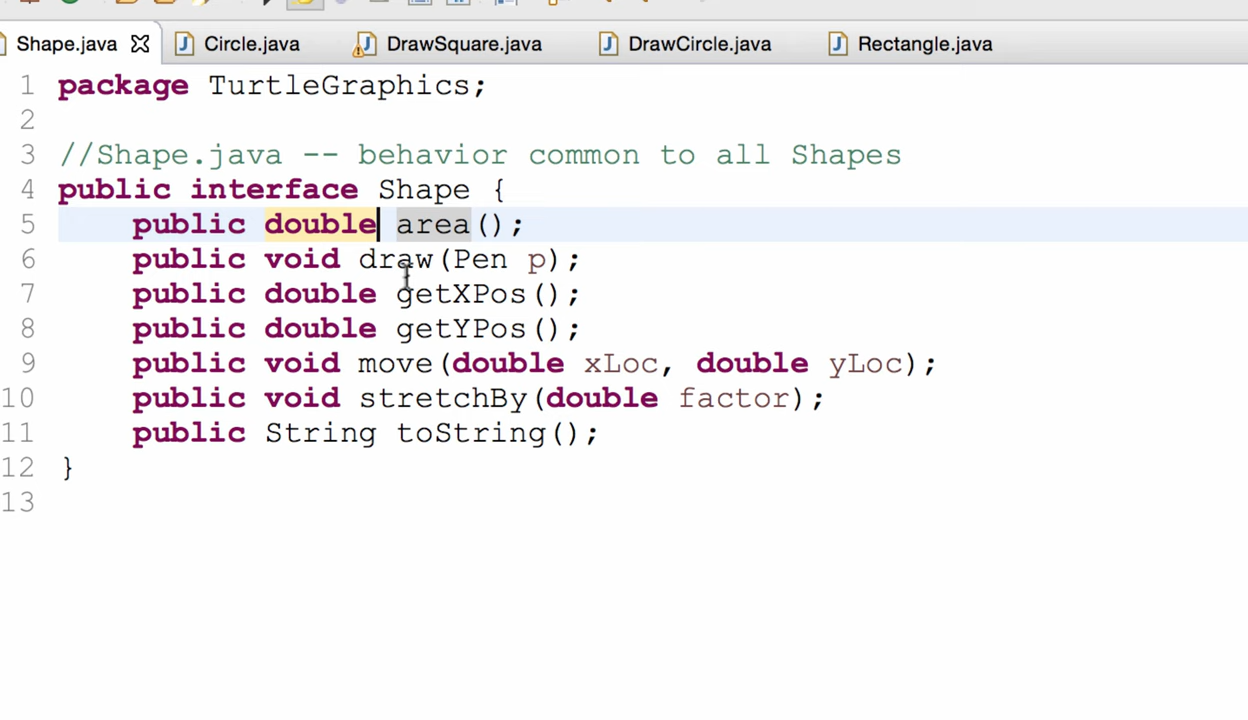 Shape.java Circle.java DrawSquare.java DrawCircle.java Rectangle.java
1 package TurtleGraphics;
2
3 //Shape.java -- behavior common to all Shapes
4 public interface Shape {
5 public double area();
6 public void draw(Pen p);
7 public double getXPos();
8 public double getYPos();
9 public void move(double xLoc, double yLoc);
10 public void stretchBy(double factor);
11 public String toString();
12 }
13